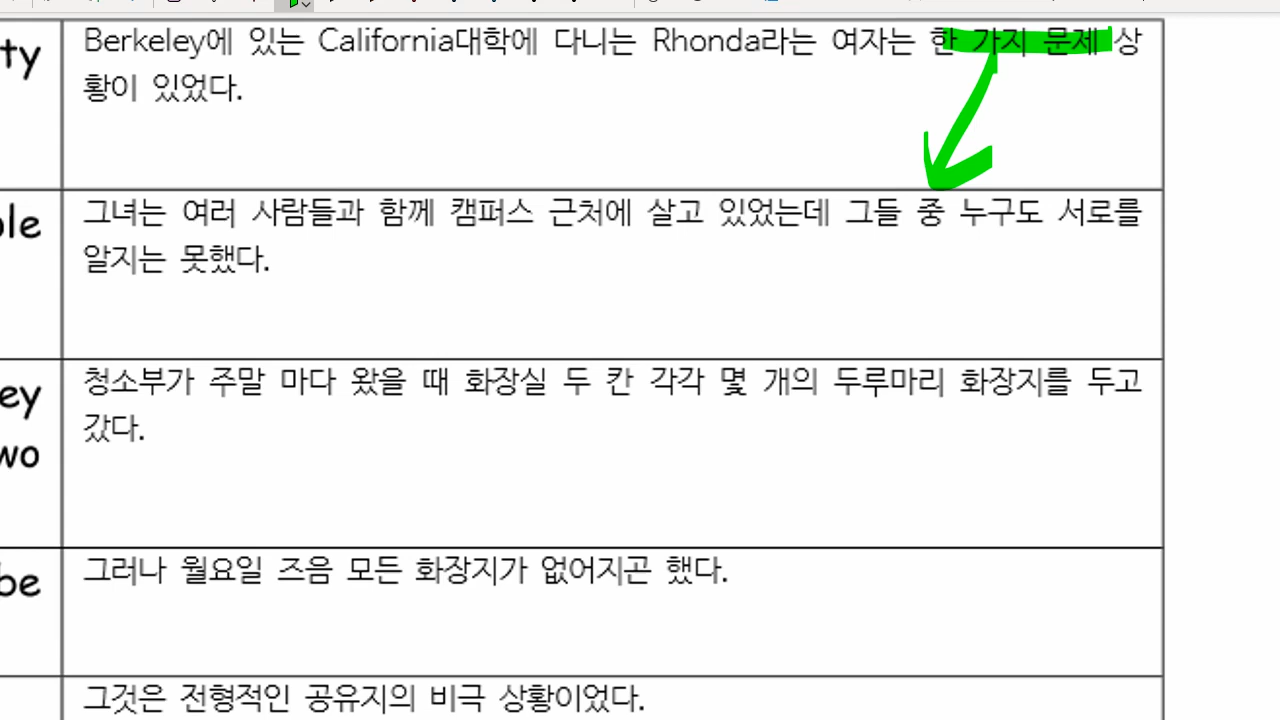 ty
Berkeley에 있는 California대학에 다니는 Rhonda라는 여자는 한 가지 문제 상
황이 있었다.
ple
그녀는 여러 사람들과 함께 캠퍼스 근처에 살고 있었는데 그들 중 누구도 서로를
알지는 못했다.
ey
청소부가 주말 마다 왔을 때 화장실 두 칸 각각 몇 개의 두루마리 화장지를 두고
갔다.
wo
be
그러나 월요일 즈음 모든 화장지가 없어지곤 했다.
그것은 전형적인 공유지의 비극 상황이었다.